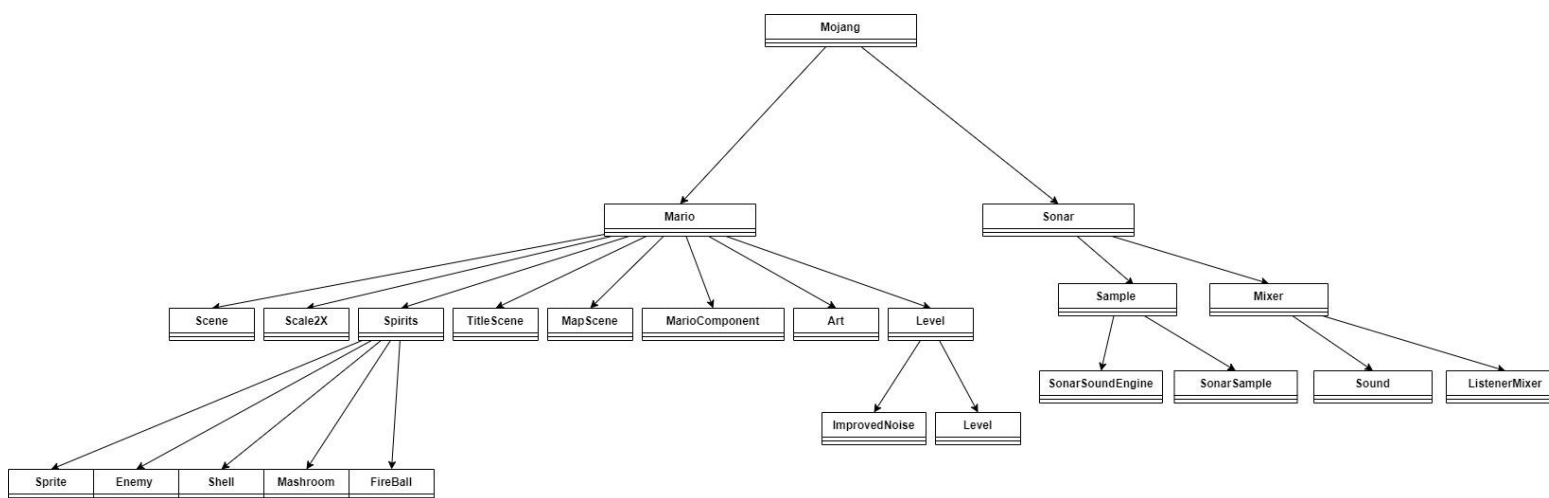 Mojang
Mario
Sonar
Sample
Mixer
Scene
Scale2X
Spirits
TitleScene
MapScene
MarioComponent
Art
Level
SonarSoundEngine
SonarSample
Sound
ListenerMixer
ImprovedNoise
Level
Sprite
Enemy
Shell
Mashroom
FireBall